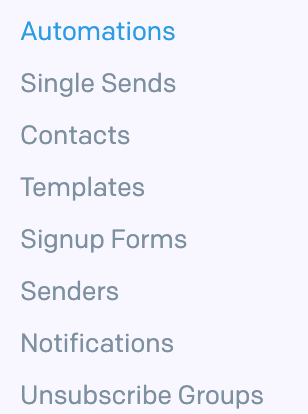 Automations
Single Sends
Contacts
Templates
Signup Forms
Senders
Notifications
Unsubscribe Groups